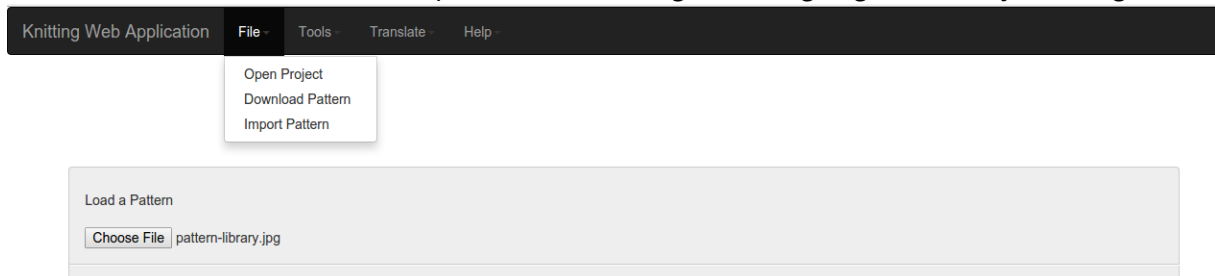 Knitting Web Application File Tools Translate Help
Open Project
Download Pattern
Import Pattern
Load a Pattern
Choose File pattern-library.jpg